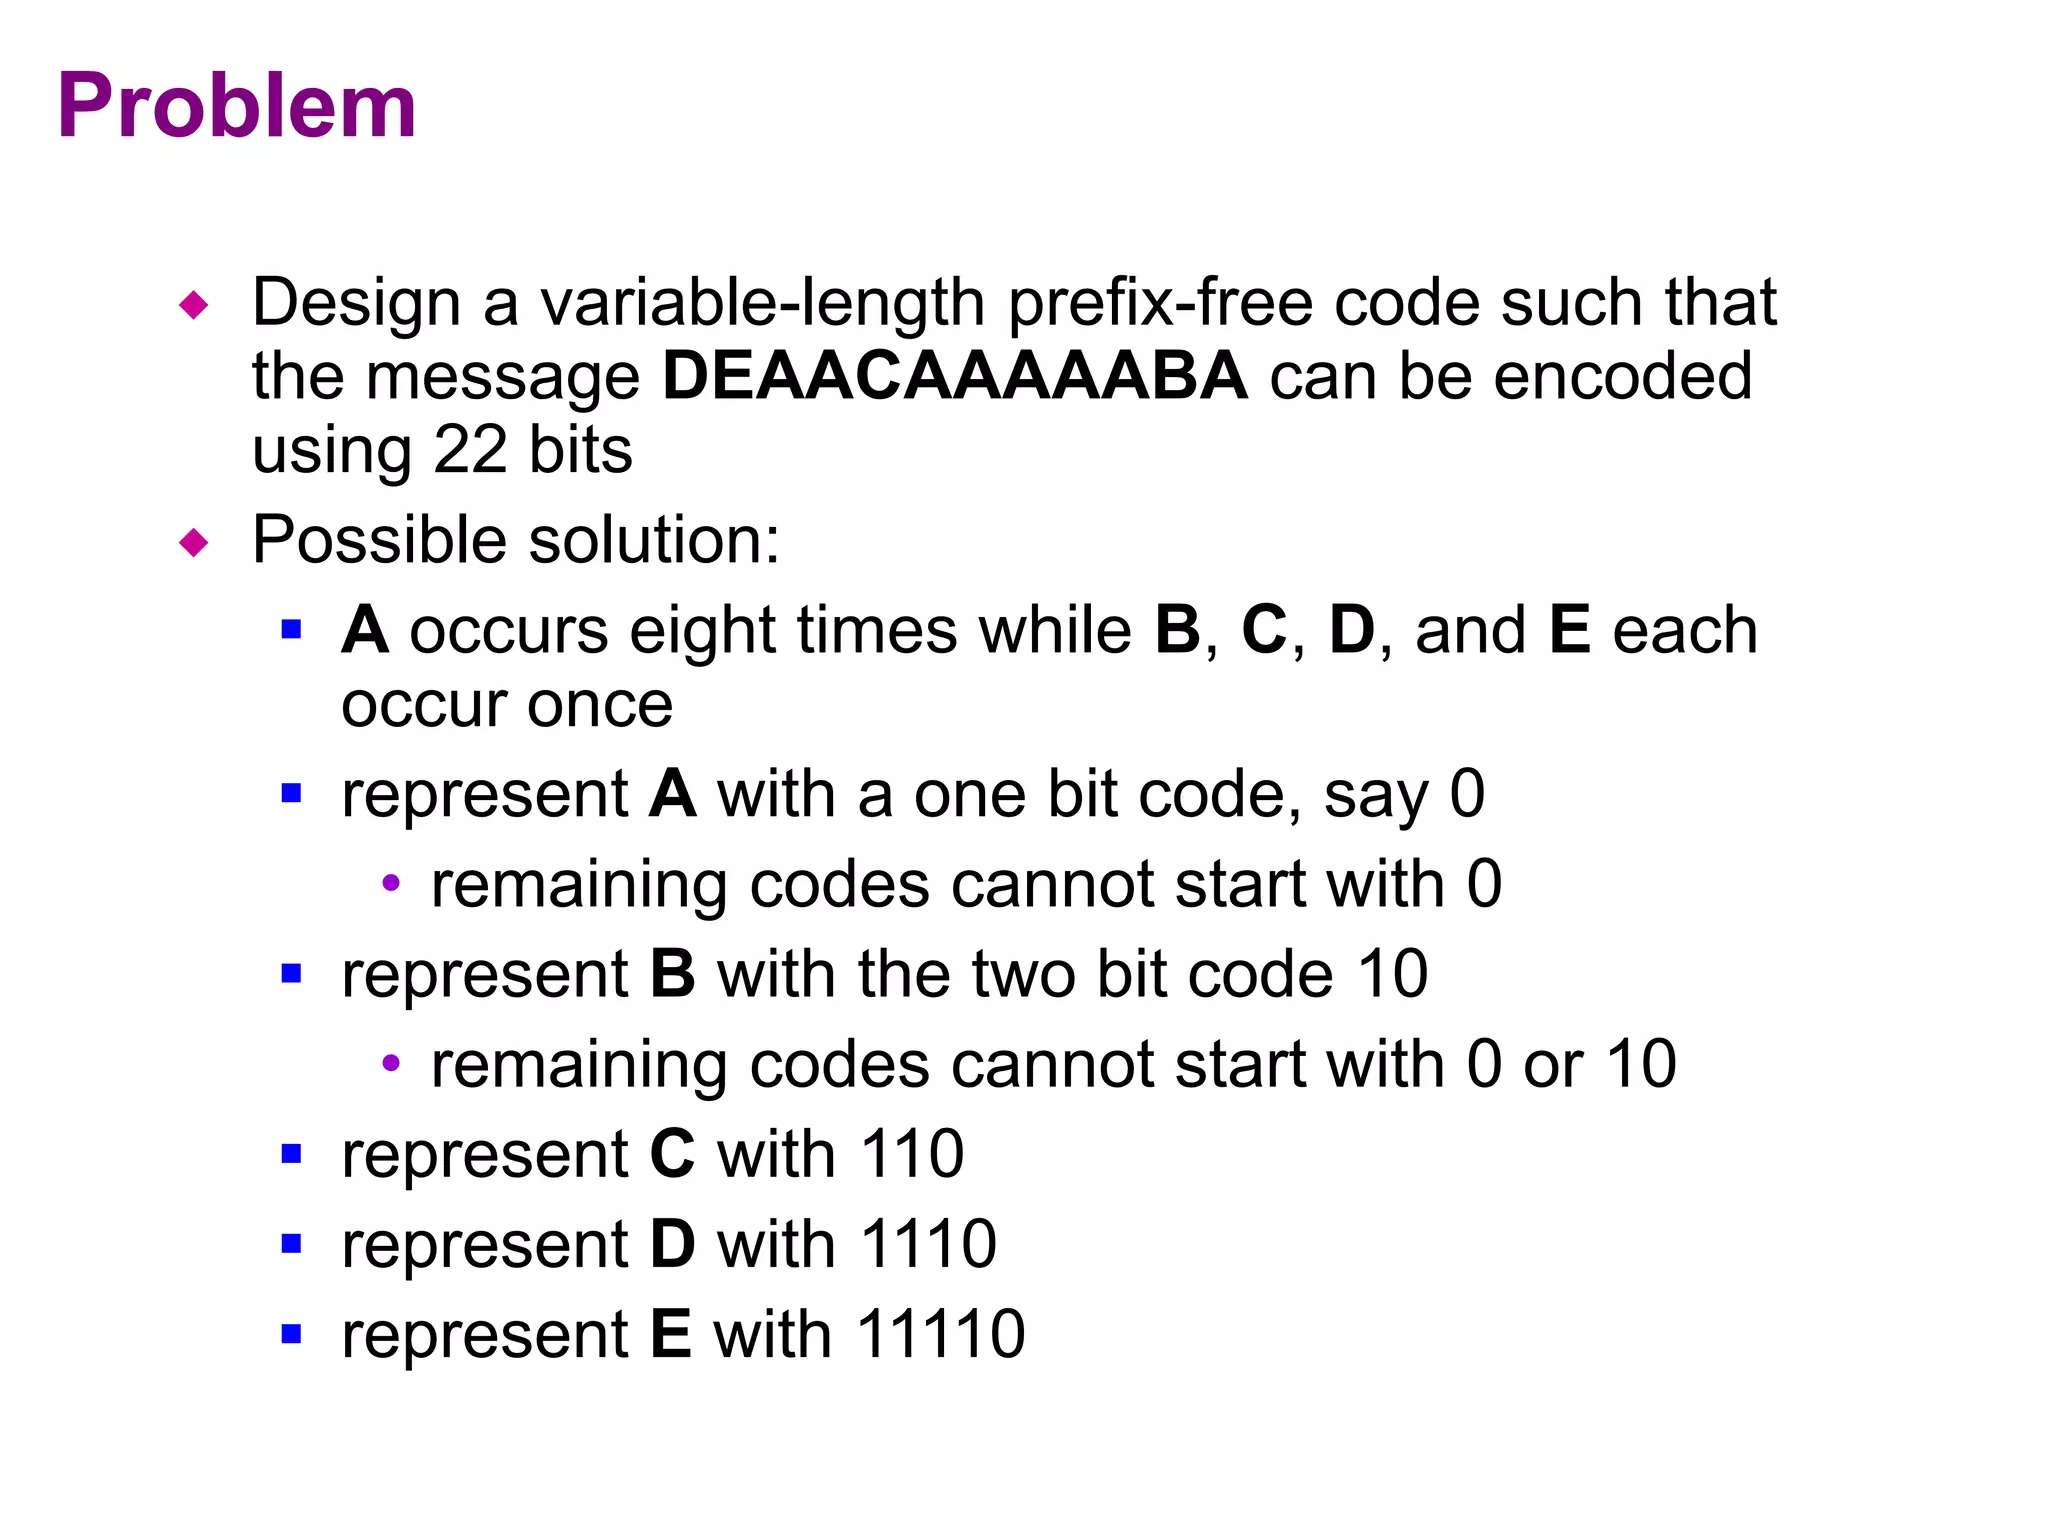 Problem
Design a variable-length prefix-free code such that
the message DEAACAAAAABA can be encoded
using 22 bits
Possible solution:
A occurs eight times while B, C, D, and E each
occur once
represent A with a one bit code, say 0
• remaining codes cannot start with 0
represent B with the two bit code 10
• remaining codes cannot start with 0 or 10
represent C with 110
represent D with 1110
represent E with 11110